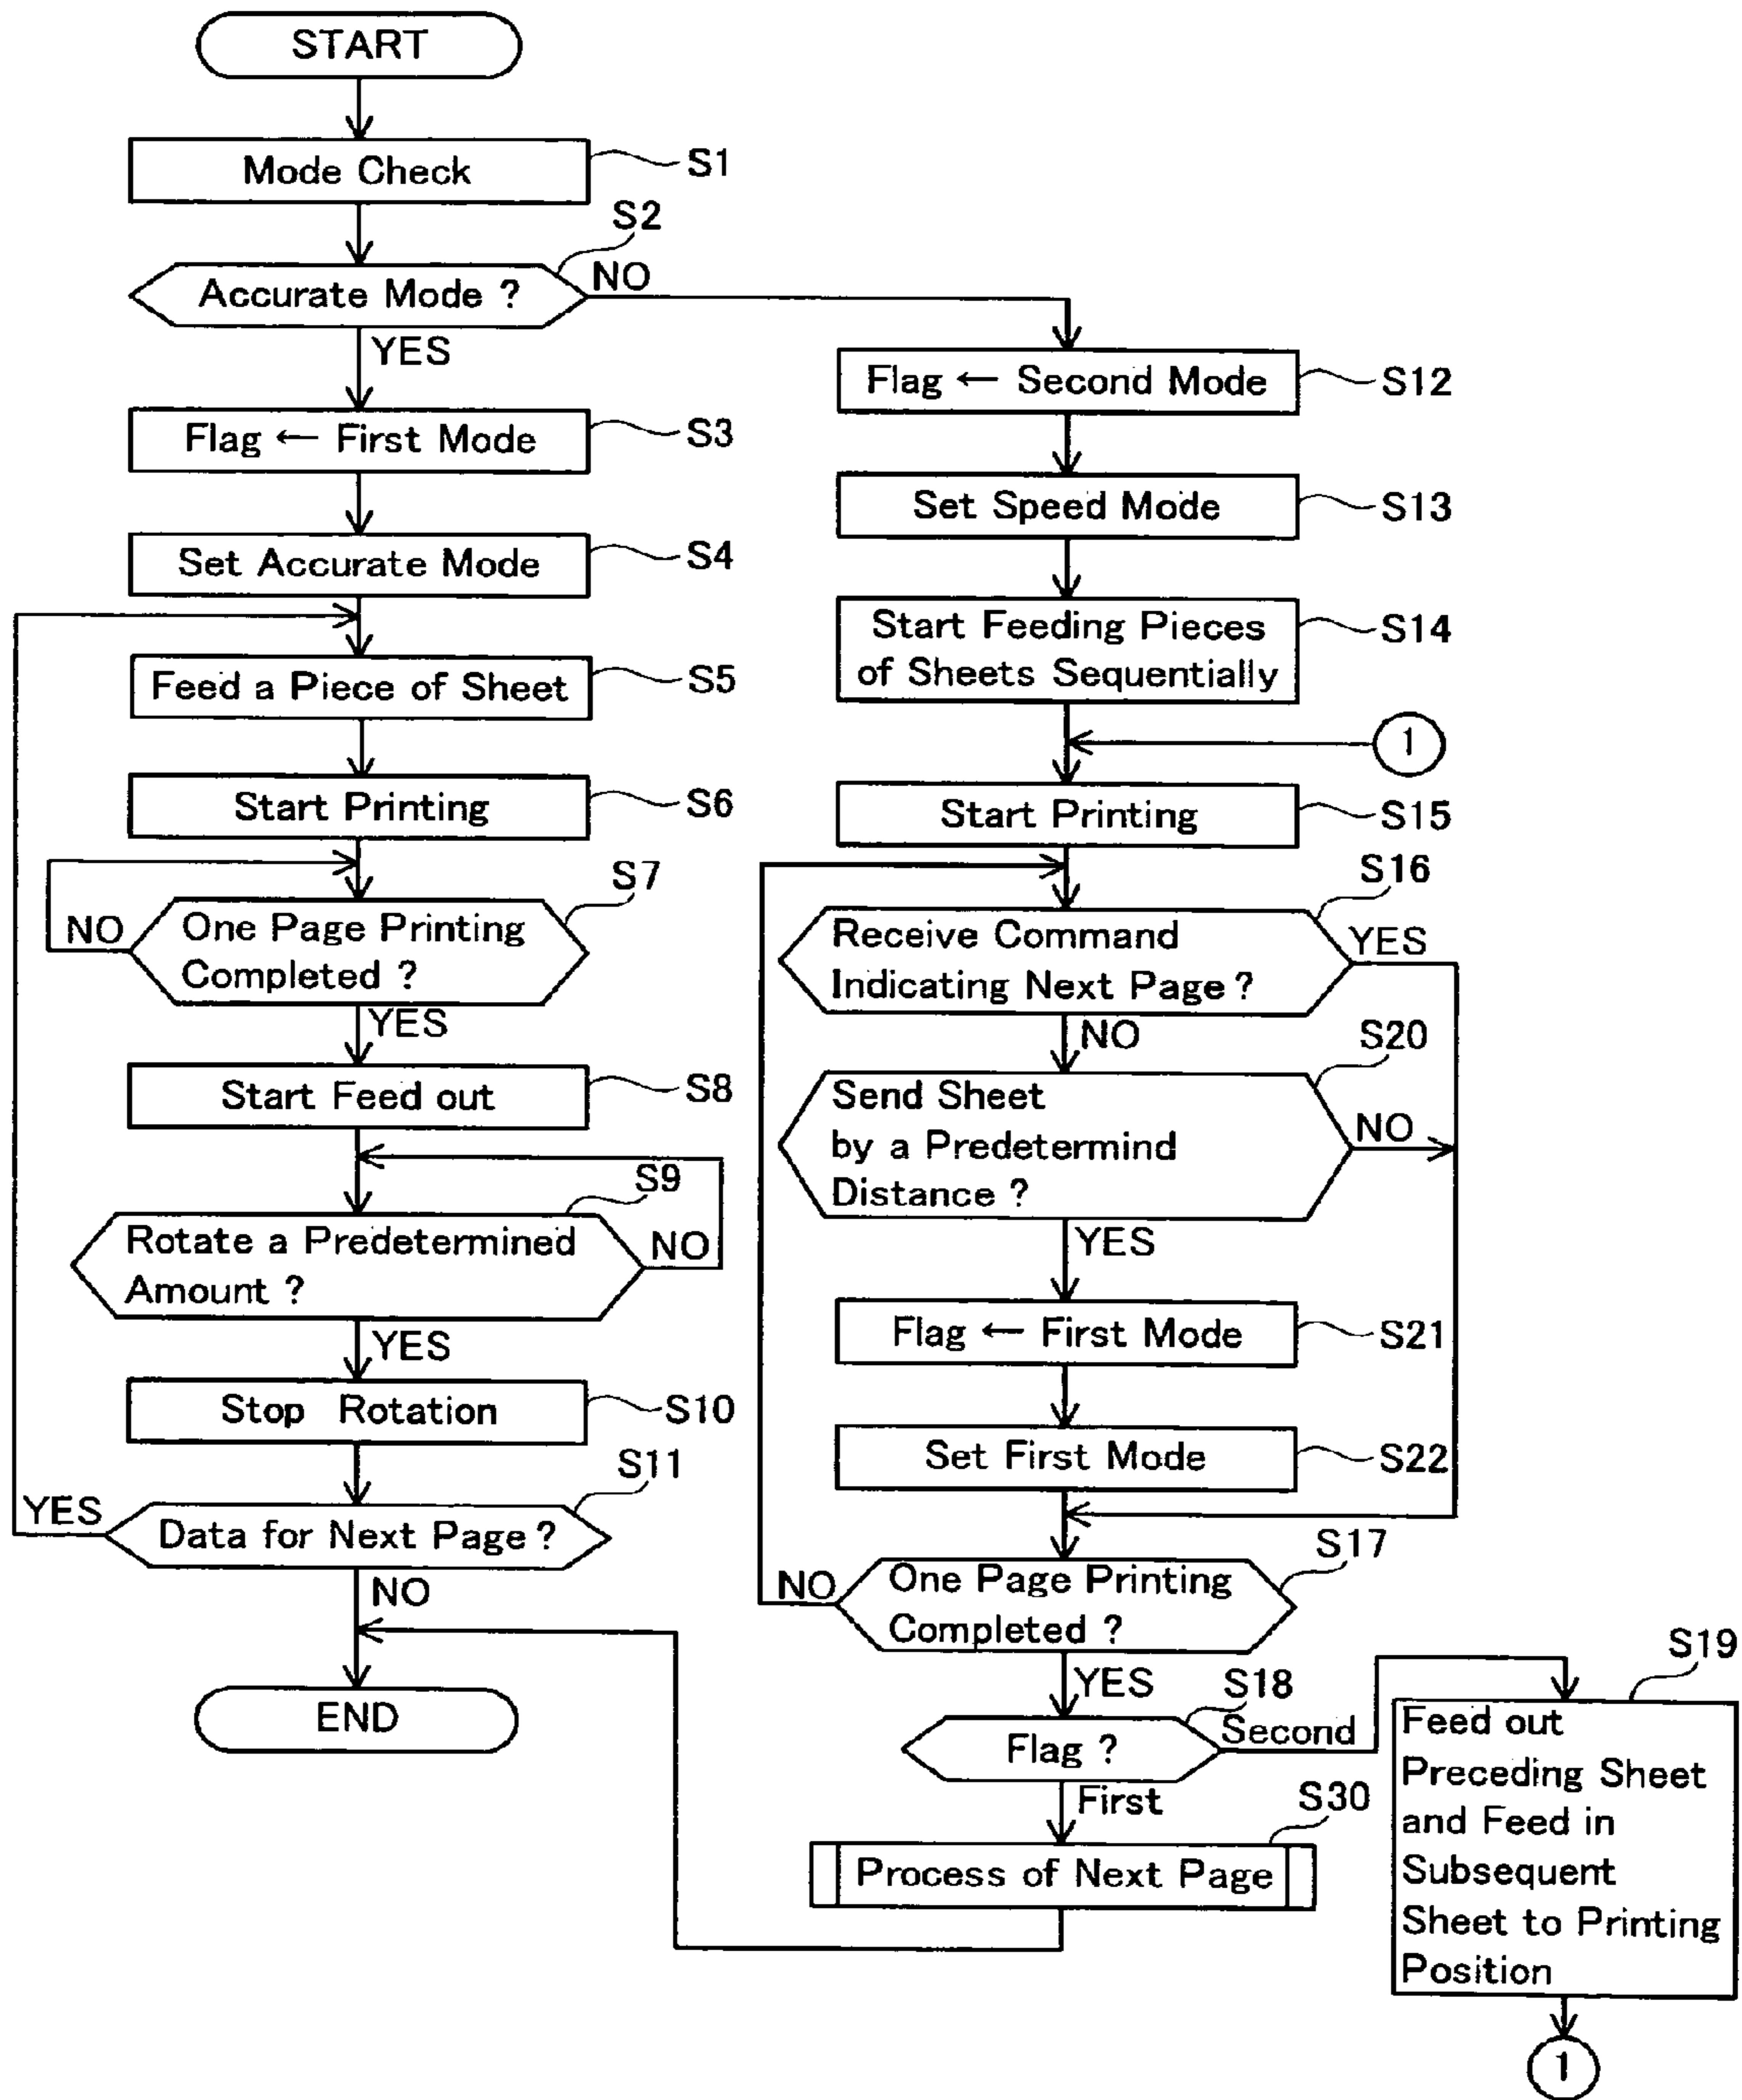 START
Mode Check
S1
S2
Accurate Mode ?
NO
YES
Flag ← First Mode
S3
Set Accurate Mode
S4
Feed a Piece of Sheet
S5
Start Printing
S6
S7
One Page Printing
Completed ?
NO
YES
Start Feed out
S8
S9
Rotate a Predetermined
Amount ?
NO
YES
Stop Rotation
S10
S11
Data for Next Page ?
YES
NO
END
Flag ← Second Mode
S12
Set Speed Mode
S13
Start Feeding Pieces
of Sheets Sequentially
S14
1
Start Printing
S15
S16
Receive Command
Indicating Next Page ?
YES
NO
S20
Send Sheet
by a Predetermind
Distance ?
NO
YES
Flag ← First Mode
S21
Set First Mode
S22
S17
One Page Printing
Completed ?
NO
YES
S18
Flag ?
Second
First
S30
Process of Next Page
S19
Feed out
Preceding Sheet
and Feed in
Subsequent
Sheet to Printing
Position
1